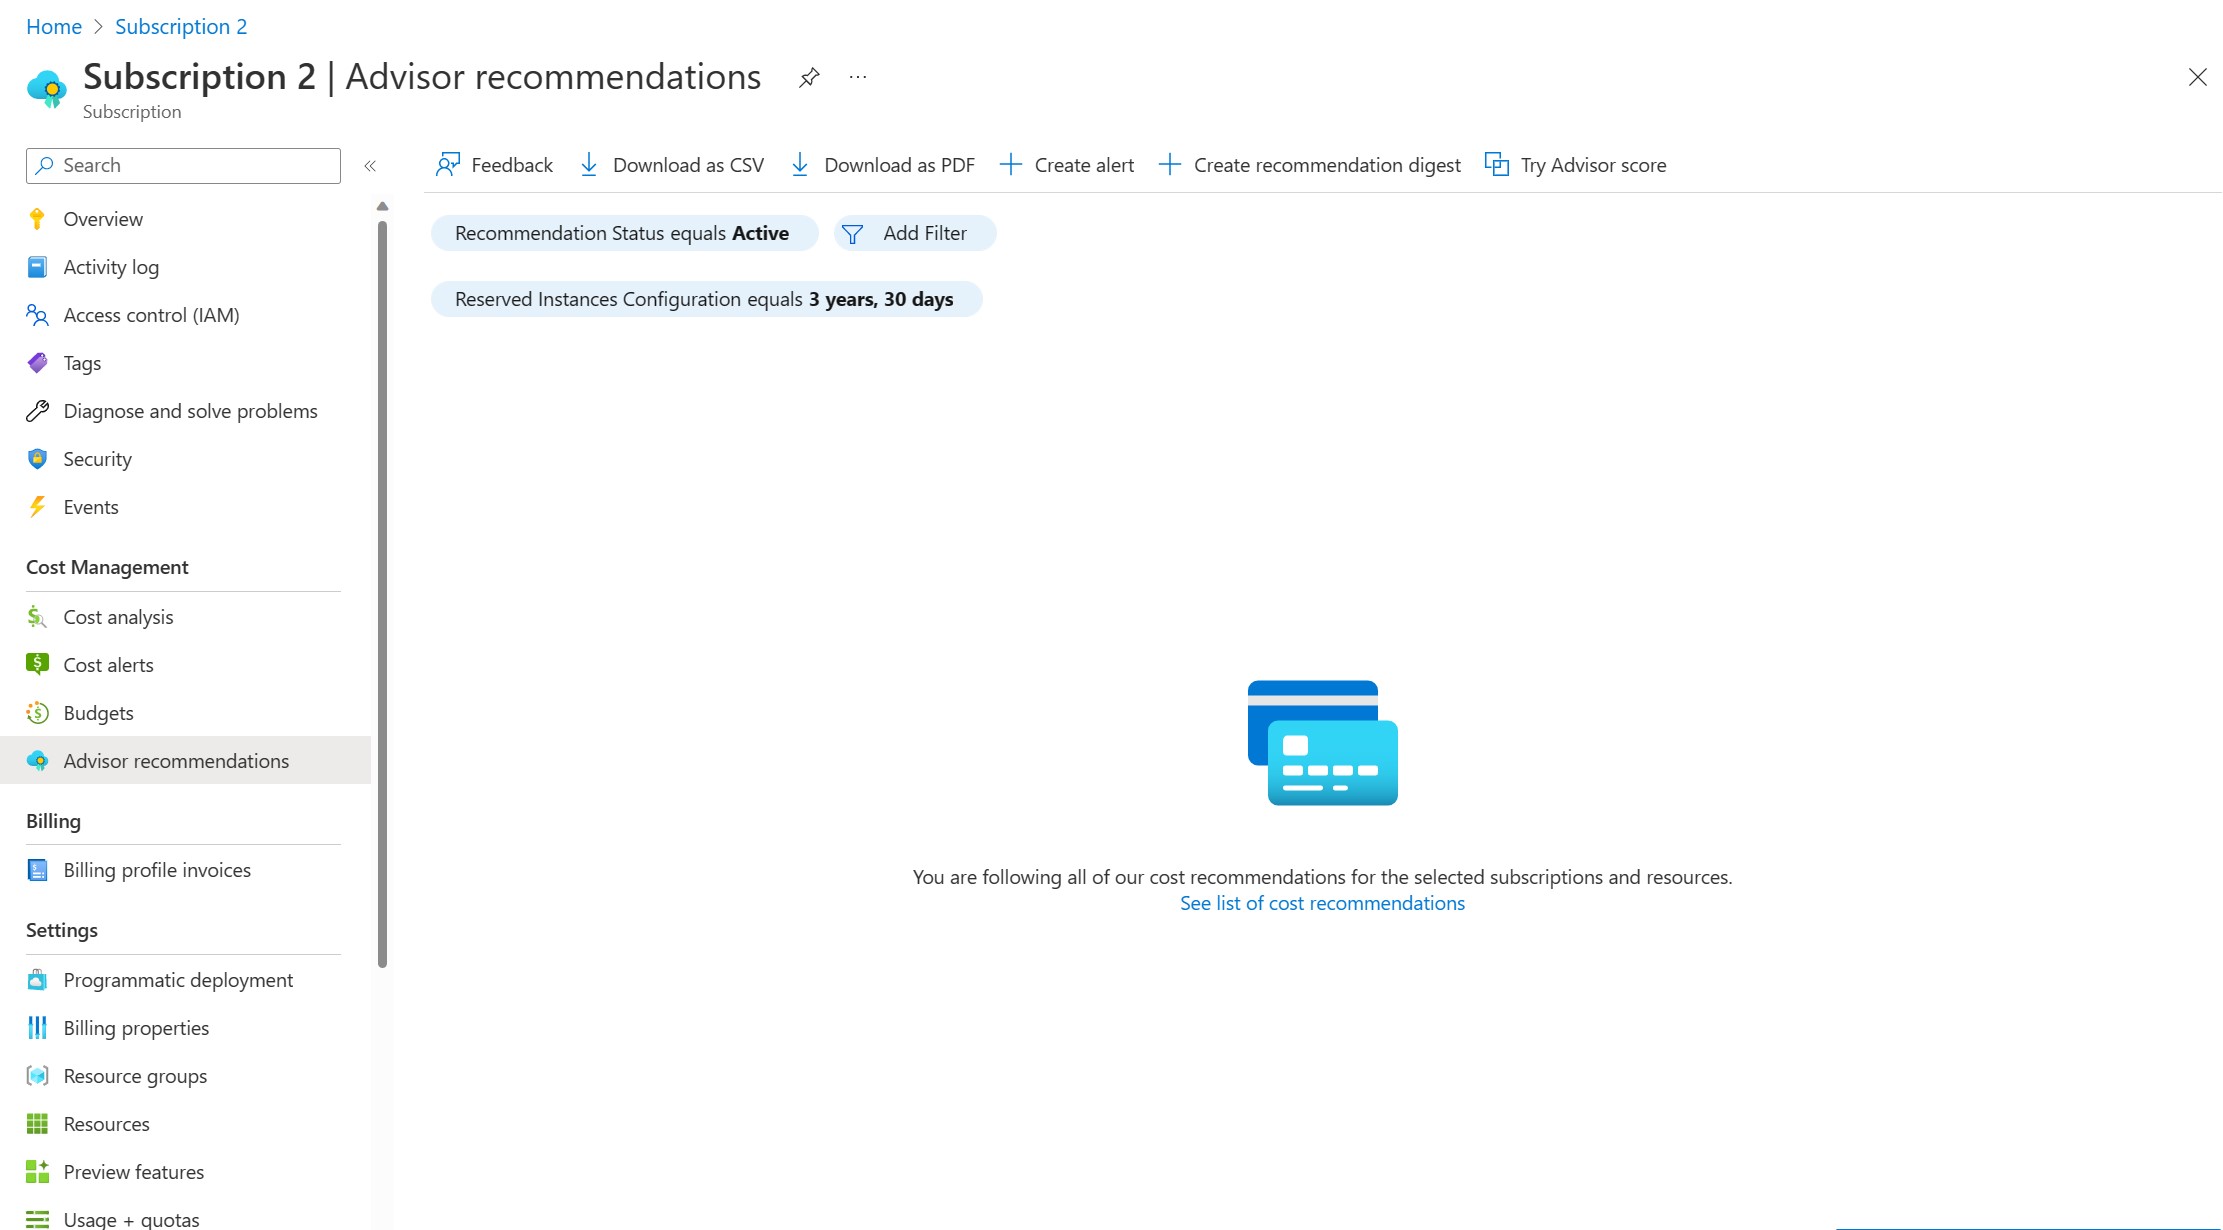 Home > Subscription 2
Subscription 2 | Advisor recommendations
Subscription
Search
Feedback
Download as CSV
Download as PDF
Create alert
Create recommendation digest
Try Advisor score
Overview
Activity log
Access control (IAM)
Tags
Diagnose and solve problems
Security
Events
Cost Management
Cost analysis
Cost alerts
Budgets
Advisor recommendations
Billing
Billing profile invoices
Settings
Programmatic deployment
Billing properties
Resource groups
Resources
Preview features
Usage + quotas
Recommendation Status equals Active
Add Filter
Reserved Instances Configuration equals 3 years, 30 days
You are following all of our cost recommendations for the selected subscriptions and resources.
See list of cost recommendations